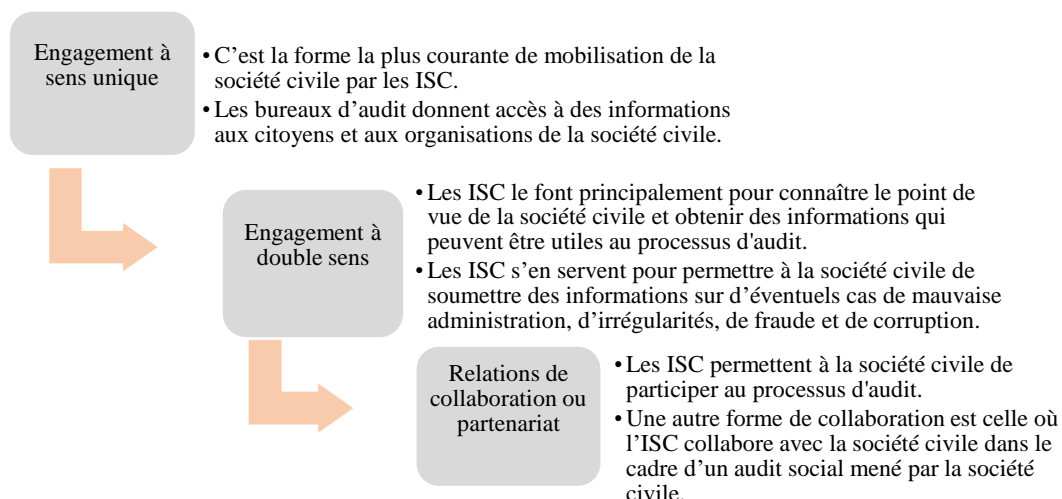 Engagement à
sens unique
• C’est la forme la plus courante de mobilisation de la
société civile par les ISC.
• Les bureaux d’audit donnent accès à des informations
aux citoyens et aux organisations de la société civile.
Engagement à
double sens
• Les ISC le font principalement pour connaître le point de
vue de la société civile et obtenir des informations qui
peuvent être utiles au processus d'audit.
• Les ISC s’en servent pour permettre à la société civile de
soumettre des informations sur d’éventuels cas de mauvaise
administration, d’irrégularités, de fraude et de corruption.
Relations de
collaboration ou
partenariat
• Les ISC permettent à la société civile de
participer au processus d'audit.
• Une autre forme de collaboration est celle où
l’ISC collabore avec la société civile dans le
cadre d’un audit social mené par la société
civile.